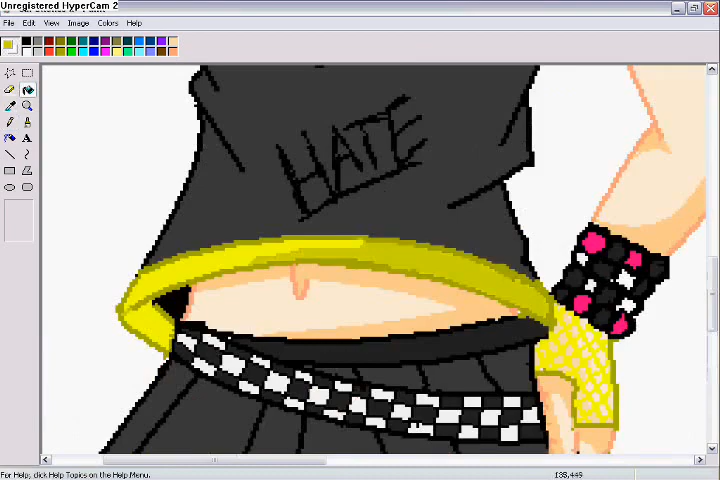 Unregistered HyperCam 2
File Edit View Image Colors Help
HATE
For Help, click Help Topics on the Help Menu.
135,449